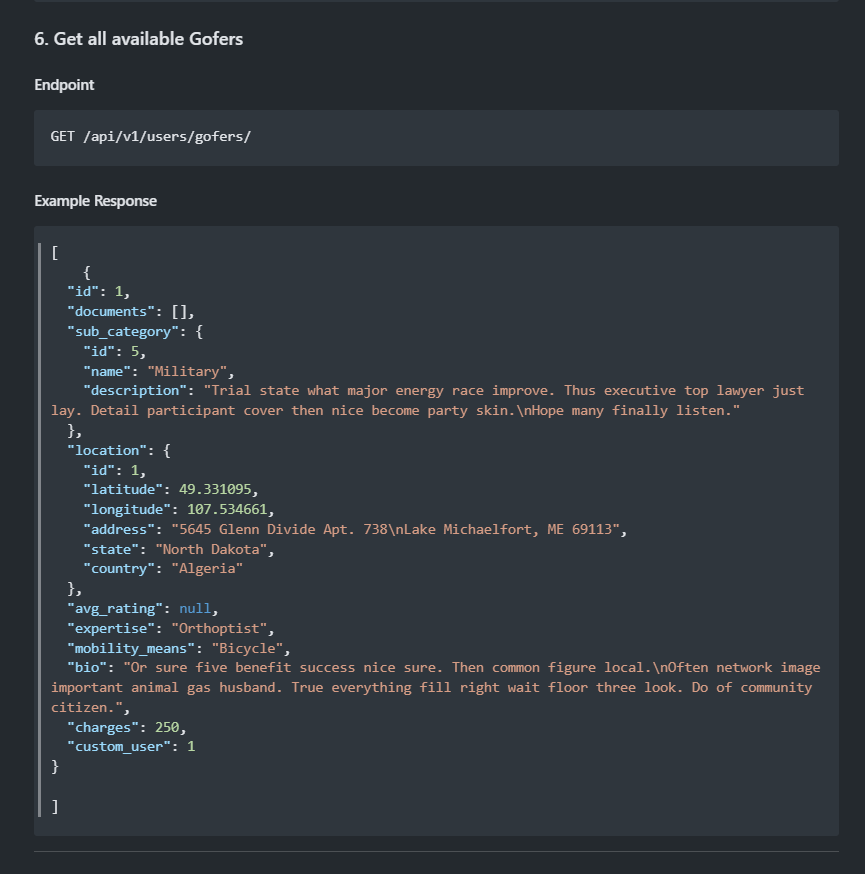 6. Get all available Gofers
Endpoint
GET /api/v1/users/gofers/
Example Response
[
    {
  "id": 1,
  "documents": [],
  "sub_category": {
    "id": 5,
    "name": "Military",
    "description": "Trial state what major energy race improve. Thus executive top lawyer just
lay. Detail participant cover then nice become party skin.\nHope many finally listen."
  },
  "location": {
    "id": 1,
    "latitude": 49.331095,
    "longitude": 107.534661,
    "address": "5645 Glenn Divide Apt. 738\nLake Michaelfort, ME 69113",
    "state": "North Dakota",
    "country": "Algeria"
  },
  "avg_rating": null,
  "expertise": "Orthoptist",
  "mobility_means": "Bicycle",
  "bio": "Or sure five benefit success nice sure. Then common figure local.\nOften network image
important animal gas husband. True everything fill right wait floor three look. Do of community
citizen.",
  "charges": 250,
  "custom_user": 1
}
]